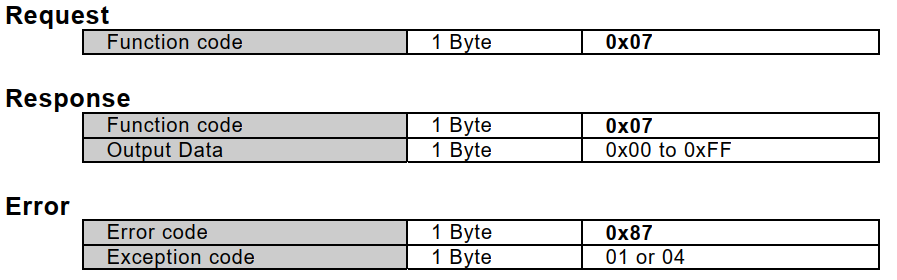 Request
Function code 1 Byte 0x07
Response
Function code 1 Byte 0x07
Output Data 1 Byte 0x00 to 0xFF
Error
Error code 1 Byte 0x87
Exception code 1 Byte 01 or 04